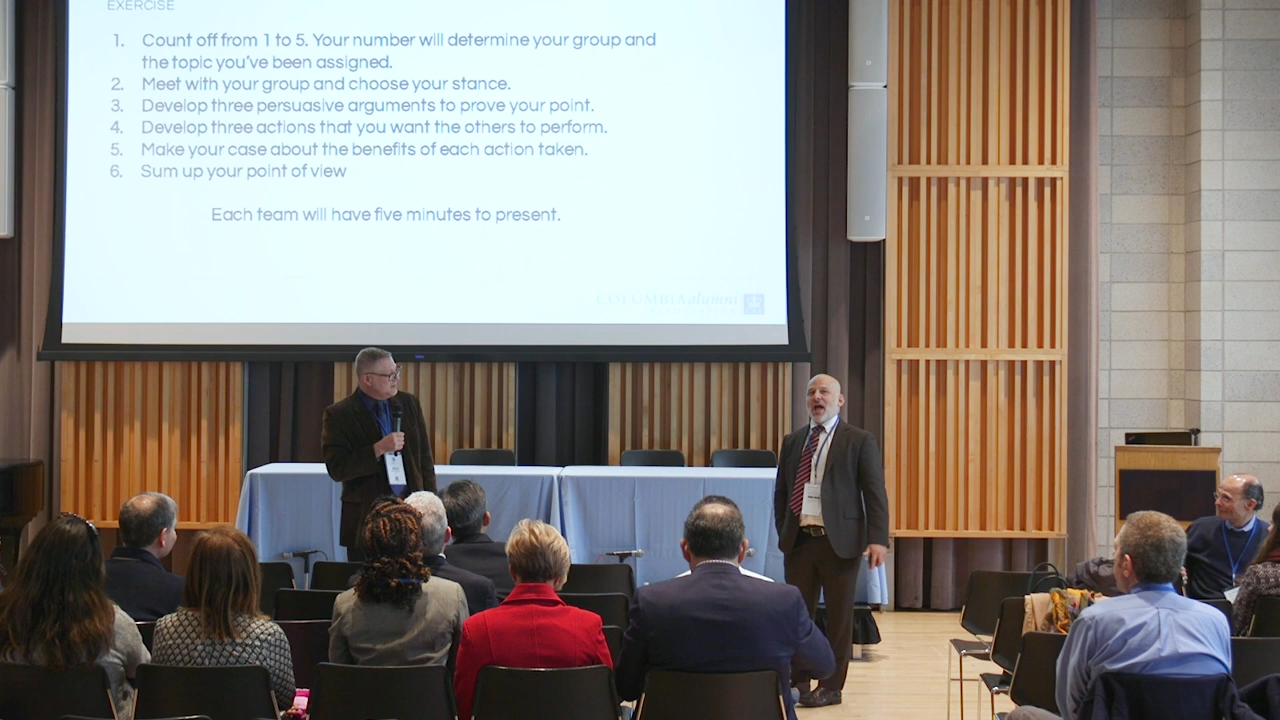 EXERCISE
1. Count off from 1 to 5. Your number will determine your group and
the topic you've been assigned.
2. Meet with your group and choose your stance.
3. Develop three persuasive arguments to prove your point.
4. Develop three actions that you want the others to perform.
5. Make your case about the benefits of each action taken.
6. Sum up your point of view
Each team will have five minutes to present.
COLUMBIA alumni